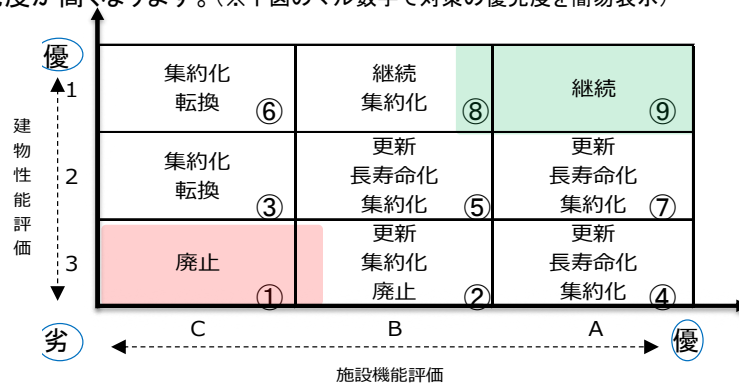 先度が高くなります。(※下図のマル数字で対策の優先度を簡易表示)
優
1
2
3
劣
建物性能評価
集約化
転換
⑥
継続
集約化
⑧
継続
⑨
集約化
転換
③
更新
長寿命化
集約化
⑤
更新
長寿命化
集約化
⑦
廃止
①
更新
集約化
廃止
②
更新
長寿命化
集約化
④
C
B
A
優
施設機能評価